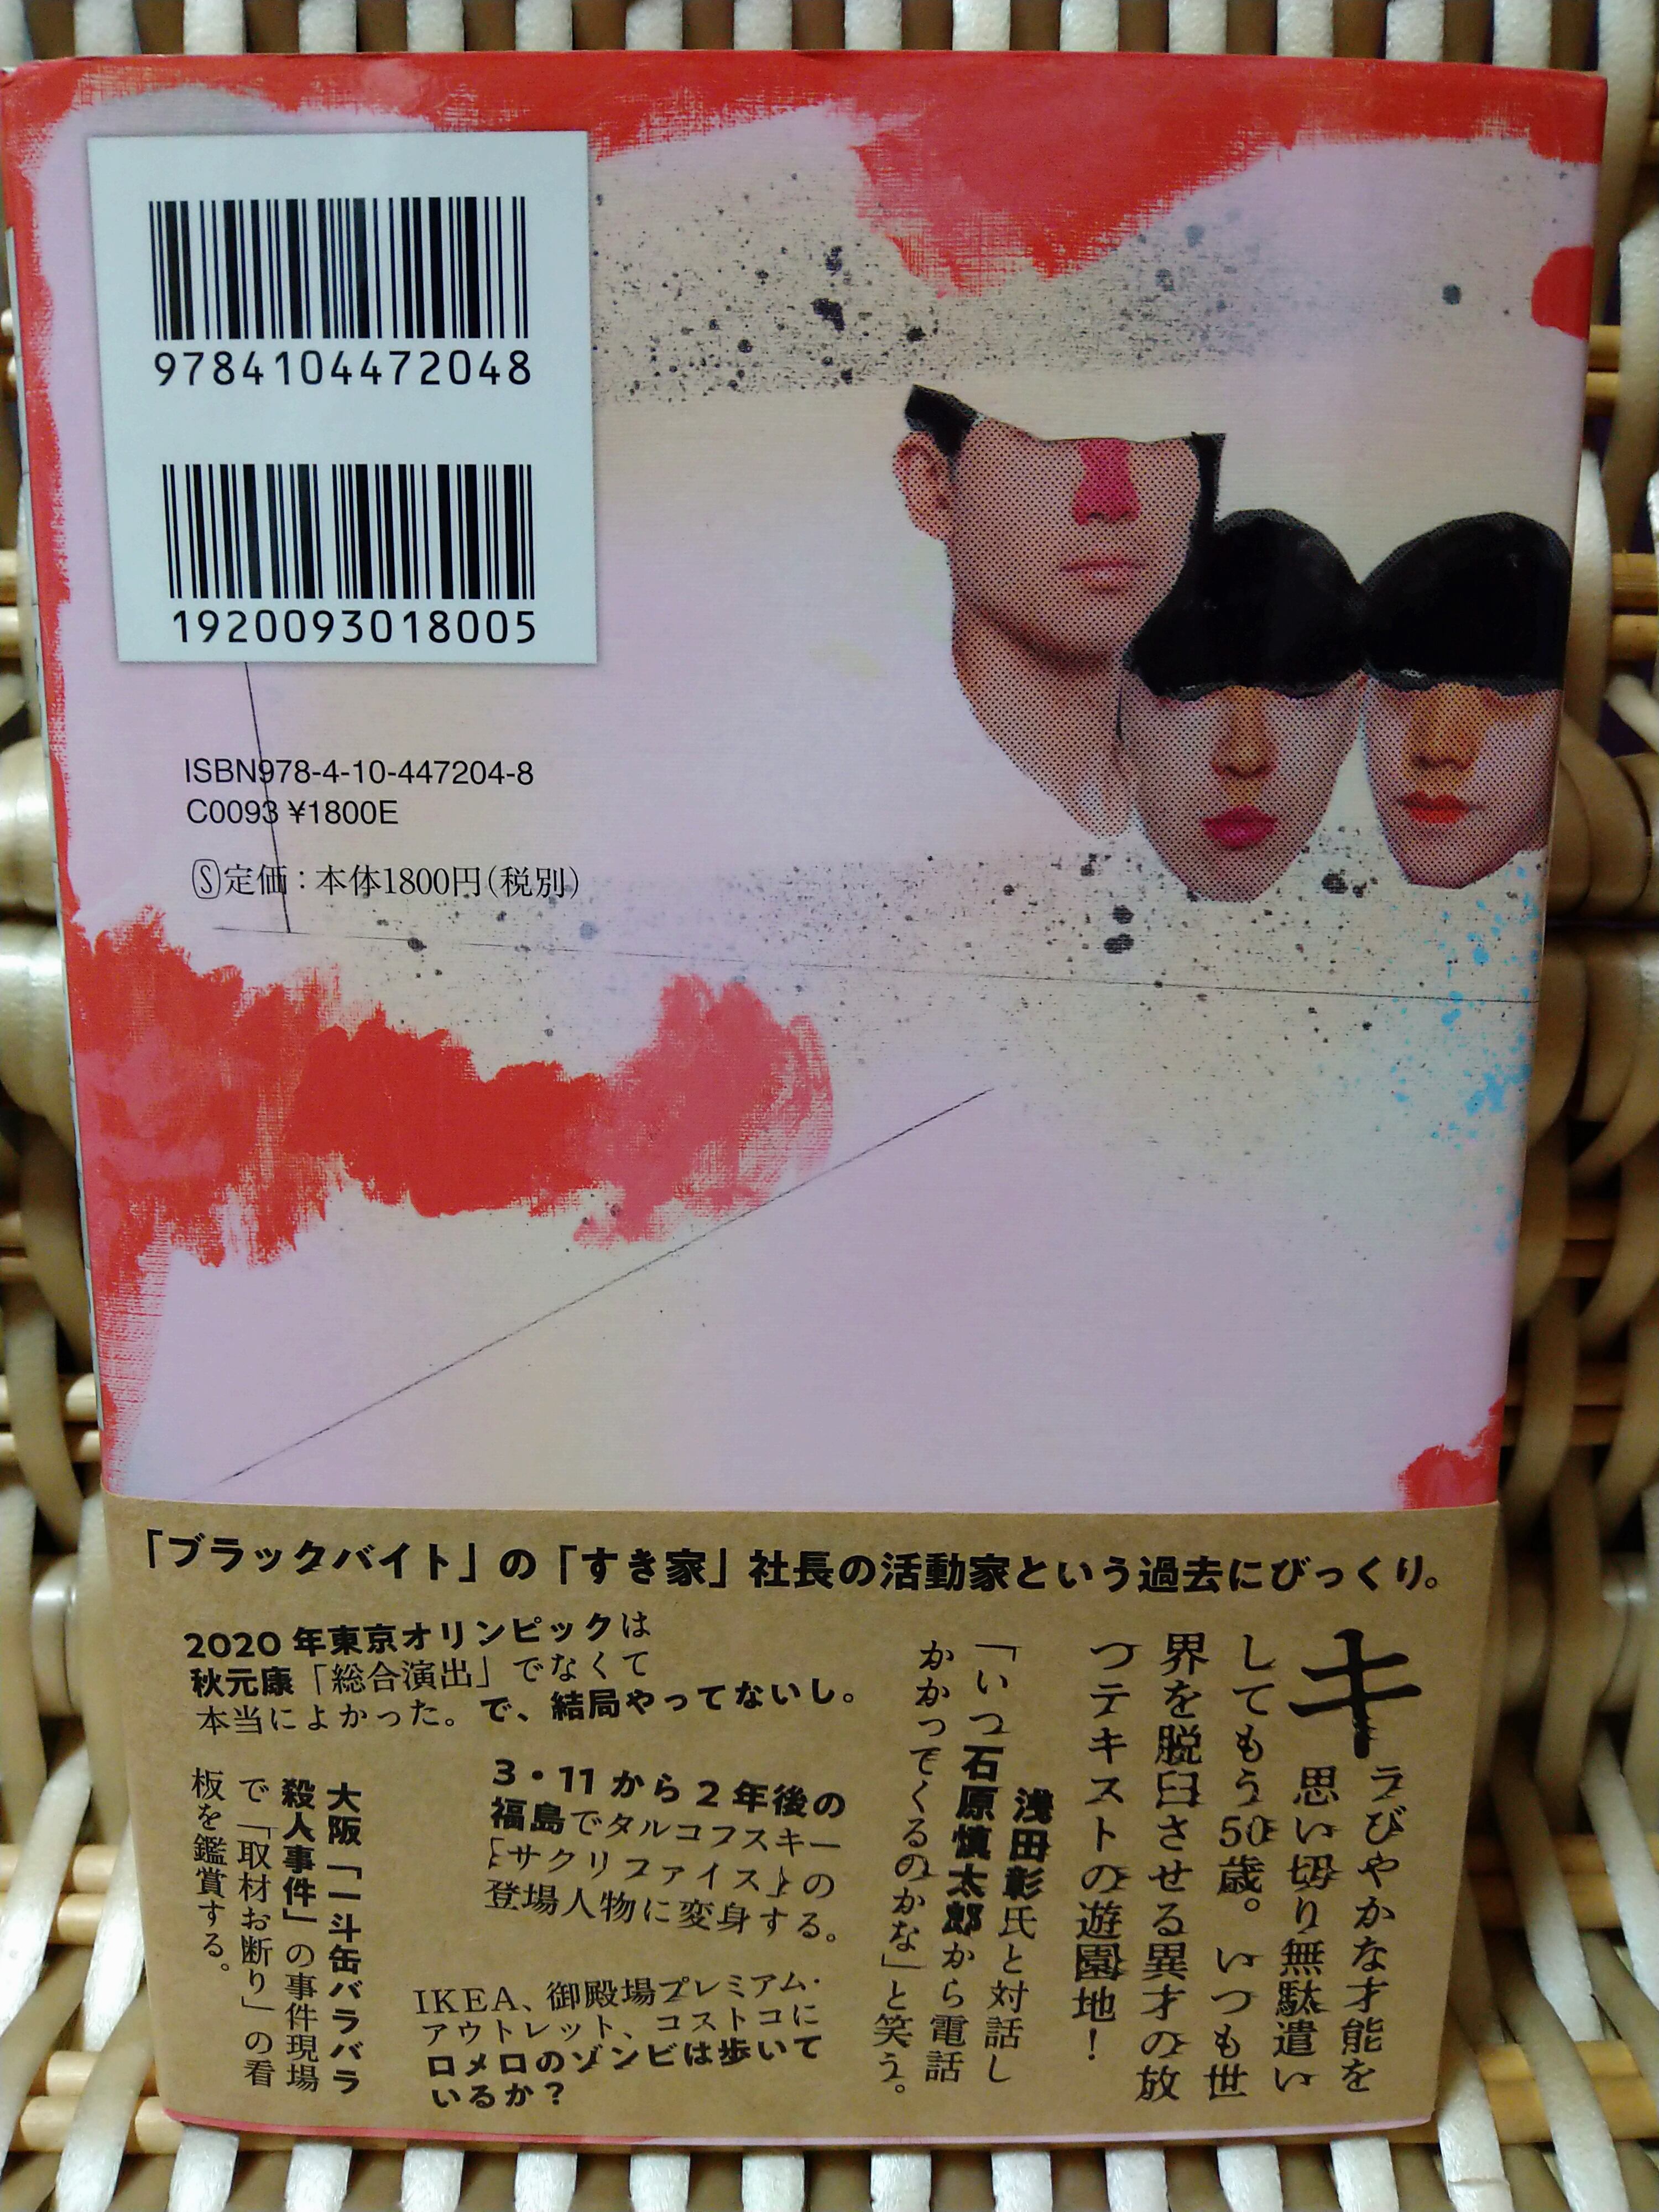 9784104472048
1920093018005
ISBN978-4-10-447204-8
C0093 ¥1800E
Ⓢ定価：本体1800円（税別）
「ブラックバイト」の「すき家」社長の活動家という過去にびっくり。
キラびやかな才能を
思い切り無駄遣い
してもう50歳。いつも世
界を脱臼させる異才の放
つテキストの遊園地！
浅田彰氏と対話し
「いつ石原慎太郎から電話
かかってくるのかな」と笑う。
2020年東京オリンピックは
秋元康「総合演出」でなくて
本当によかった。で、結局やってないし。
3・11から2年後の
福島でタルコフスキー
『サクリファイス』の
登場人物に変身する。
大阪「一斗缶バラバラ
殺人事件」の事件現場
で「取材お断り」の看
板を鑑賞する。
IKEA、御殿場プレミアム・
アウトレット、コストコに
ロメロのゾンビは歩いて
いるか？